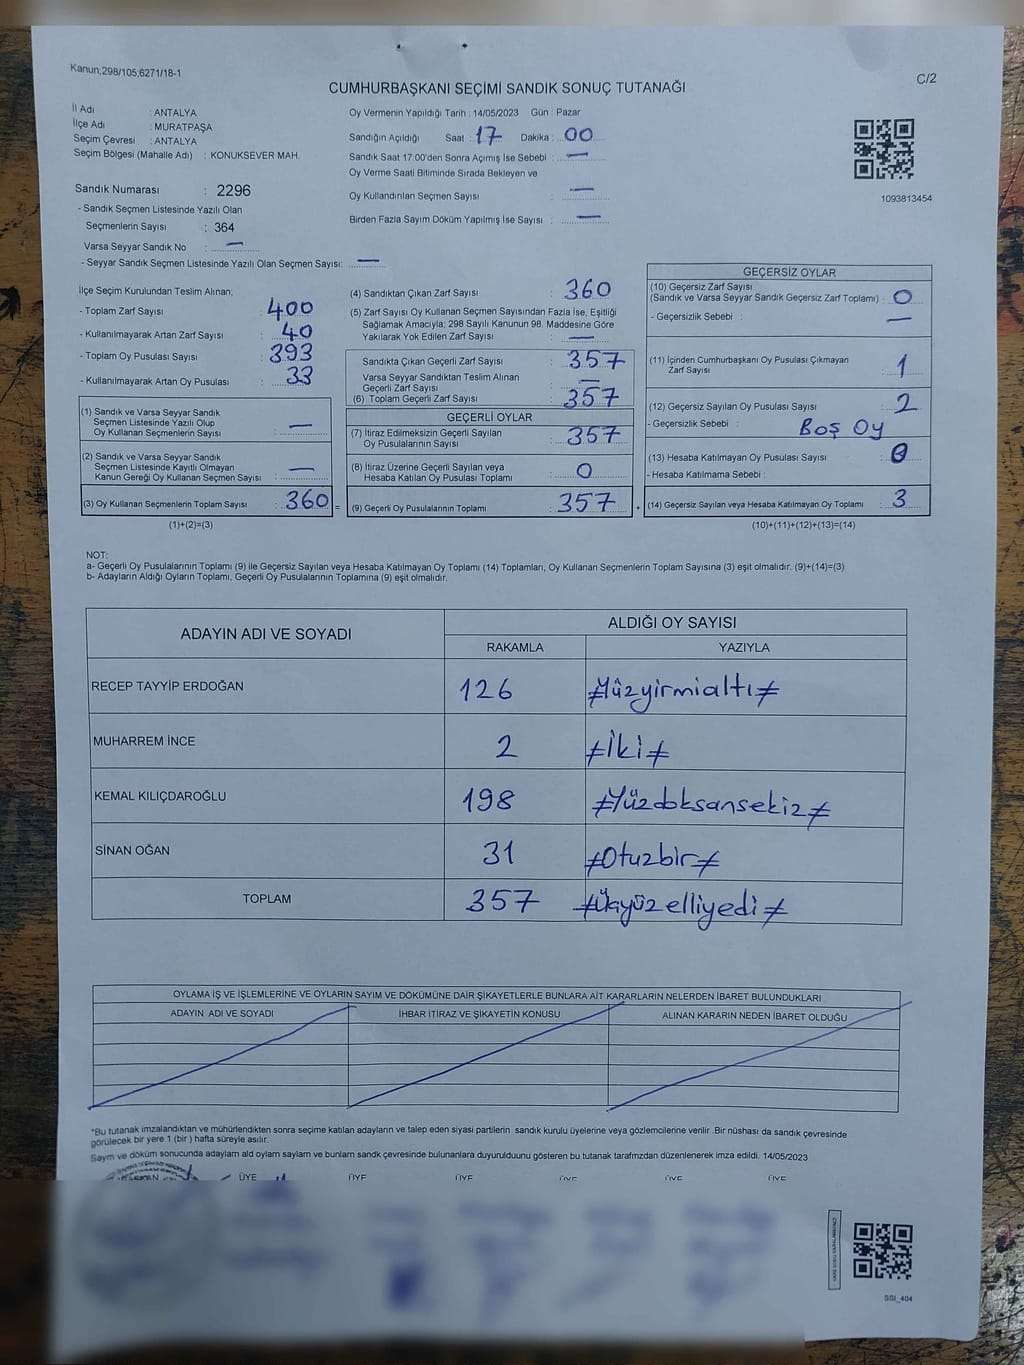 Kanun,298/105,6271/18-1
C/2
CUMHURBAŞKANI SEÇİMİ SANDIK SONUÇ TUTANAĞI
İl Adı : ANTALYA
İlçe Adı : MURATPAŞA
Seçim Çevresi : ANTALYA
Seçim Bölgesi (Mahalle Adı) : KONUKSEVER MAH.
Sandık Numarası : 2296
- Sandık Seçmen Listesinde Yazılı Olan
Seçmenlerin Sayısı : 364
Varsa Seyyar Sandık No : —
- Seyyar Sandık Seçmen Listesinde Yazılı Olan Seçmen Sayısı: —
Oy Vermenin Yapıldığı Tarih : 14/05/2023 Gün : Pazar
Sandığın Açıldığı Saat : 17 Dakika : 00
Sandık Saat 17:00'den Sonra Açımış İse Sebebi : —
Oy Verme Saati Bitiminde Sırada Bekleyen ve
Oy Kullandırılan Seçmen Sayısı : —
Birden Fazla Sayım Döküm Yapılmış İse Sayısı : —
1093813454
İlçe Seçim Kurulundan Teslim Alınan;
- Toplam Zarf Sayısı : 400
- Kullanılmayarak Artan Zarf Sayısı : 40
- Toplam Oy Pusulası Sayısı : 393
- Kullanılmayarak Artan Oy Pusulası : 33
(1) Sandık ve Varsa Seyyar Sandık
Seçmen Listesinde Yazılı Olup
Oy Kullanan Seçmenlerin Sayısı : —
(2) Sandık ve Varsa Seyyar Sandık
Seçmen Listesinde Kayıtlı Olmayan
Kanun Gereği Oy Kullanan Seçmen Sayısı : —
(3) Oy Kullanan Seçmenlerin Toplam Sayısı : 360 =
(1)+(2)=(3)
(4) Sandıktan Çıkan Zarf Sayısı : 360
(5) Zarf Sayısı Oy Kullanan Seçmen Sayısından Fazla İse, Eşitliği
Sağlamak Amacıyla; 298 Sayılı Kanunun 98. Maddesine Göre
Yakılarak Yok Edilen Zarf Sayısı : —
Sandıkta Çıkan Geçerli Zarf Sayısı : 357
Varsa Seyyar Sandıktan Teslim Alınan
Geçerli Zarf Sayısı : —
(6) Toplam Geçerli Zarf Sayısı : 357
GEÇERLİ OYLAR
(7) İtiraz Edilmeksizin Geçerli Sayılan
Oy Pusulalarının Sayısı : 357
(8) İtiraz Üzerine Geçerli Sayılan veya
Hesaba Katılan Oy Pusulası Toplamı : 0
(9) Geçerli Oy Pusulalarının Toplamı : 357 +
GEÇERSİZ OYLAR
(10) Geçersiz Zarf Sayısı
(Sandık ve Varsa Seyyar Sandık Geçersiz Zarf Toplamı) : 0
- Geçersizlik Sebebi : —
(11) İçinden Cumhurbaşkanı Oy Pusulası Çıkmayan
Zarf Sayısı : 1
(12) Geçersiz Sayılan Oy Pusulası Sayısı : 2
- Geçersizlik Sebebi : Boş Oy
(13) Hesaba Katılmayan Oy Pusulası Sayısı :
- Hesaba Katılmama Sebebi :
(14) Geçersiz Sayılan veya Hesaba Katılmayan Oy Toplamı : 3
(10)+(11)+(12)+(13)=(14)
NOT:
a- Geçerli Oy Pusulalarının Toplamı (9) ile Geçersiz Sayılan veya Hesaba Katılmayan Oy Toplamı (14) Toplamları, Oy Kullanan Seçmenlerin Toplam Sayısına (3) eşit olmalıdır. (9)+(14)=(3)
b- Adayların Aldığı Oyların Toplamı, Geçerli Oy Pusulalarının Toplamına (9) eşit olmalıdır.
ADAYIN ADI VE SOYADI ALDIĞI OY SAYISI
RAKAMLA YAZIYLA
RECEP TAYYİP ERDOĞAN 126 #Yüzyirmialtı#
MUHARREM İNCE 2 #İki#
KEMAL KILIÇDAROĞLU 198 #Yüzdoksansekiz#
SİNAN OĞAN 31 #Otuzbir#
TOPLAM 357 #Üçyüzelliyedi#
OYLAMA İŞ VE İŞLEMLERİNE VE OYLARIN SAYIM VE DÖKÜMÜNE DAİR ŞİKAYETLERLE BUNLARA AİT KARARLARIN NELERDEN İBARET BULUNDUKLARI
ADAYIN ADI VE SOYADI İHBAR İTİRAZ VE ŞİKAYETİN KONUSU ALINAN KARARIN NEDEN İBARET OLDUĞU
*Bu tutanak imzalandıktan ve mühürlendikten sonra seçime katılan adayların ve talep eden siyasi partilerin sandık kurulu üyelerine veya gözlemcilerine verilir .Bir nüshası da sandık çevresinde
görülecek bir yere 1 (bir ) hafta süreyle asılır.
Sayım ve döküm sonucunda adayların ald oyların sayların ve bunların sandk çevresinde bulunanlara duyurulduunu gösteren bu tutanak tarafmzdan düzenlenerek imza edildi. 14/05/2023
ÜYE ÜYE ÜYE ÜYE ÜYE ÜYE
SSI_404